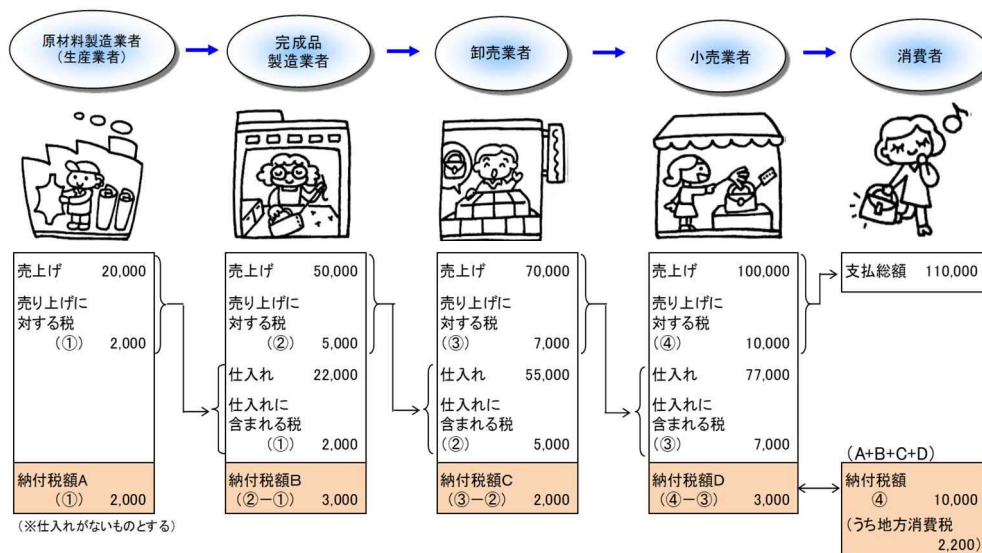 原材料製造業者
(生産業者)
完成品
製造業者
卸売業者
小売業者
消費者
売上げ 20,000
売り上げに
対する税
(①) 2,000
納付税額A
(①) 2,000
(※仕入れがないものとする)
売上げ 50,000
売り上げに
対する税
(②) 5,000
仕入れ 22,000
仕入れに
含まれる税
(①) 2,000
納付税額B
(②-①) 3,000
売上げ 70,000
売り上げに
対する税
(③) 7,000
仕入れ 55,000
仕入れに
含まれる税
(②) 5,000
納付税額C
(③-②) 2,000
売上げ 100,000
売り上げに
対する税
(④) 10,000
仕入れ 77,000
仕入れに
含まれる税
(③) 7,000
納付税額D
(④-③) 3,000
支払総額 110,000
(A+B+C+D)
納付税額
④ 10,000
(うち地方消費税
2,200)